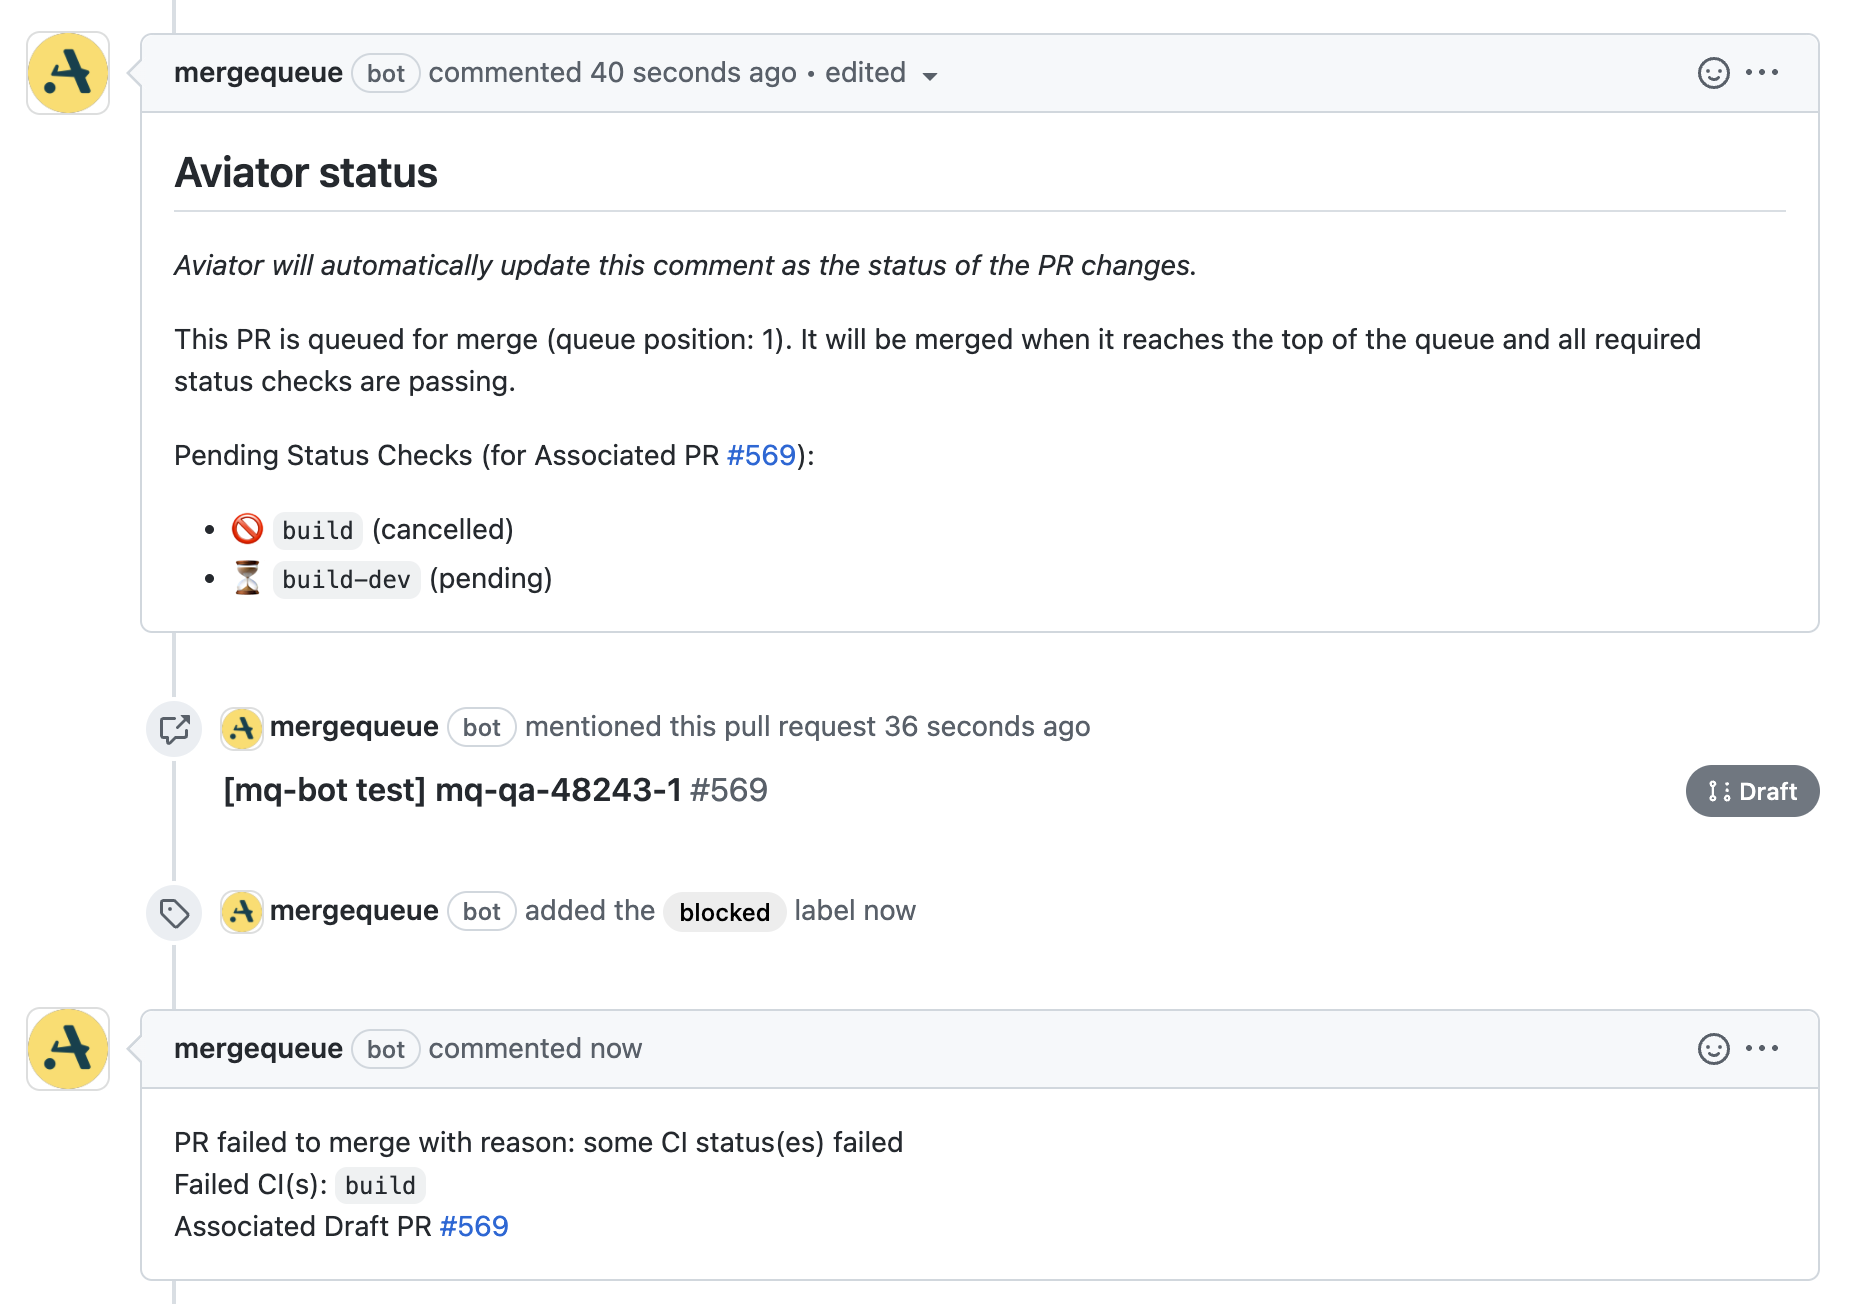 mergequeue bot commented 40 seconds ago • edited
Aviator status
Aviator will automatically update this comment as the status of the PR changes.
This PR is queued for merge (queue position: 1). It will be merged when it reaches the top of the queue and all required
status checks are passing.
Pending Status Checks (for Associated PR #569):
• 🚫 build (cancelled)
• ⏳ build-dev (pending)
mergequeue bot mentioned this pull request 36 seconds ago
[mq-bot test] mq-qa-48243-1 #569
Draft
mergequeue bot added the blocked label now
mergequeue bot commented now
PR failed to merge with reason: some CI status(es) failed
Failed CI(s): build
Associated Draft PR #569